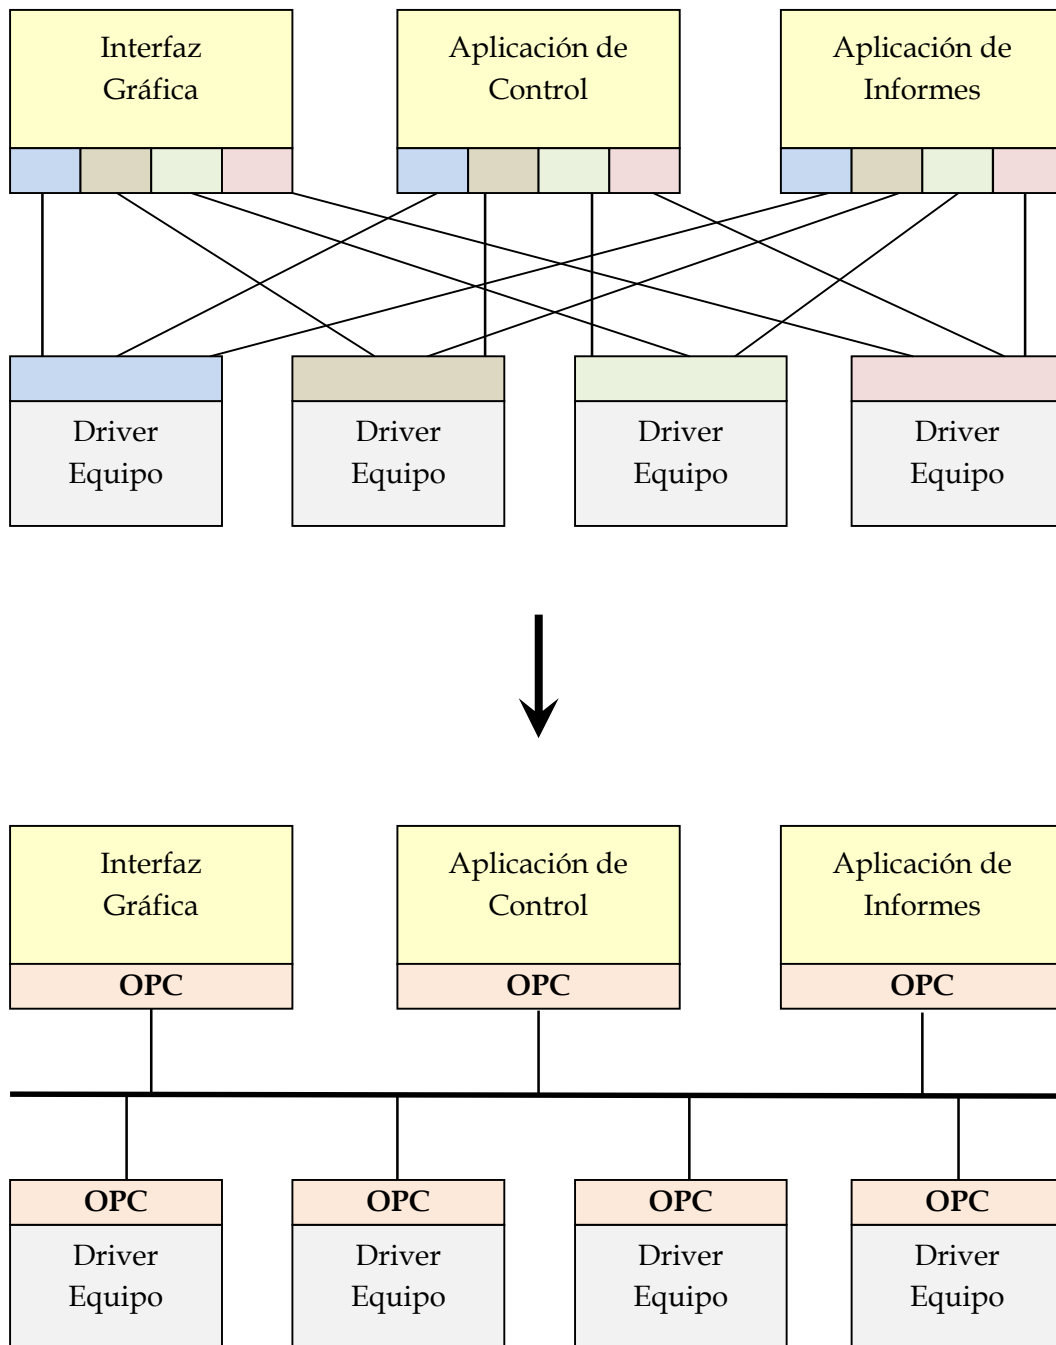 Interfaz
Gráfica
Aplicación de
Control
Aplicación de
Informes
Driver
Equipo
Driver
Equipo
Driver
Equipo
Driver
Equipo
Interfaz
Gráfica
Aplicación de
Control
Aplicación de
Informes
OPC
OPC
OPC
OPC
OPC
OPC
OPC
Driver
Equipo
Driver
Equipo
Driver
Equipo
Driver
Equipo